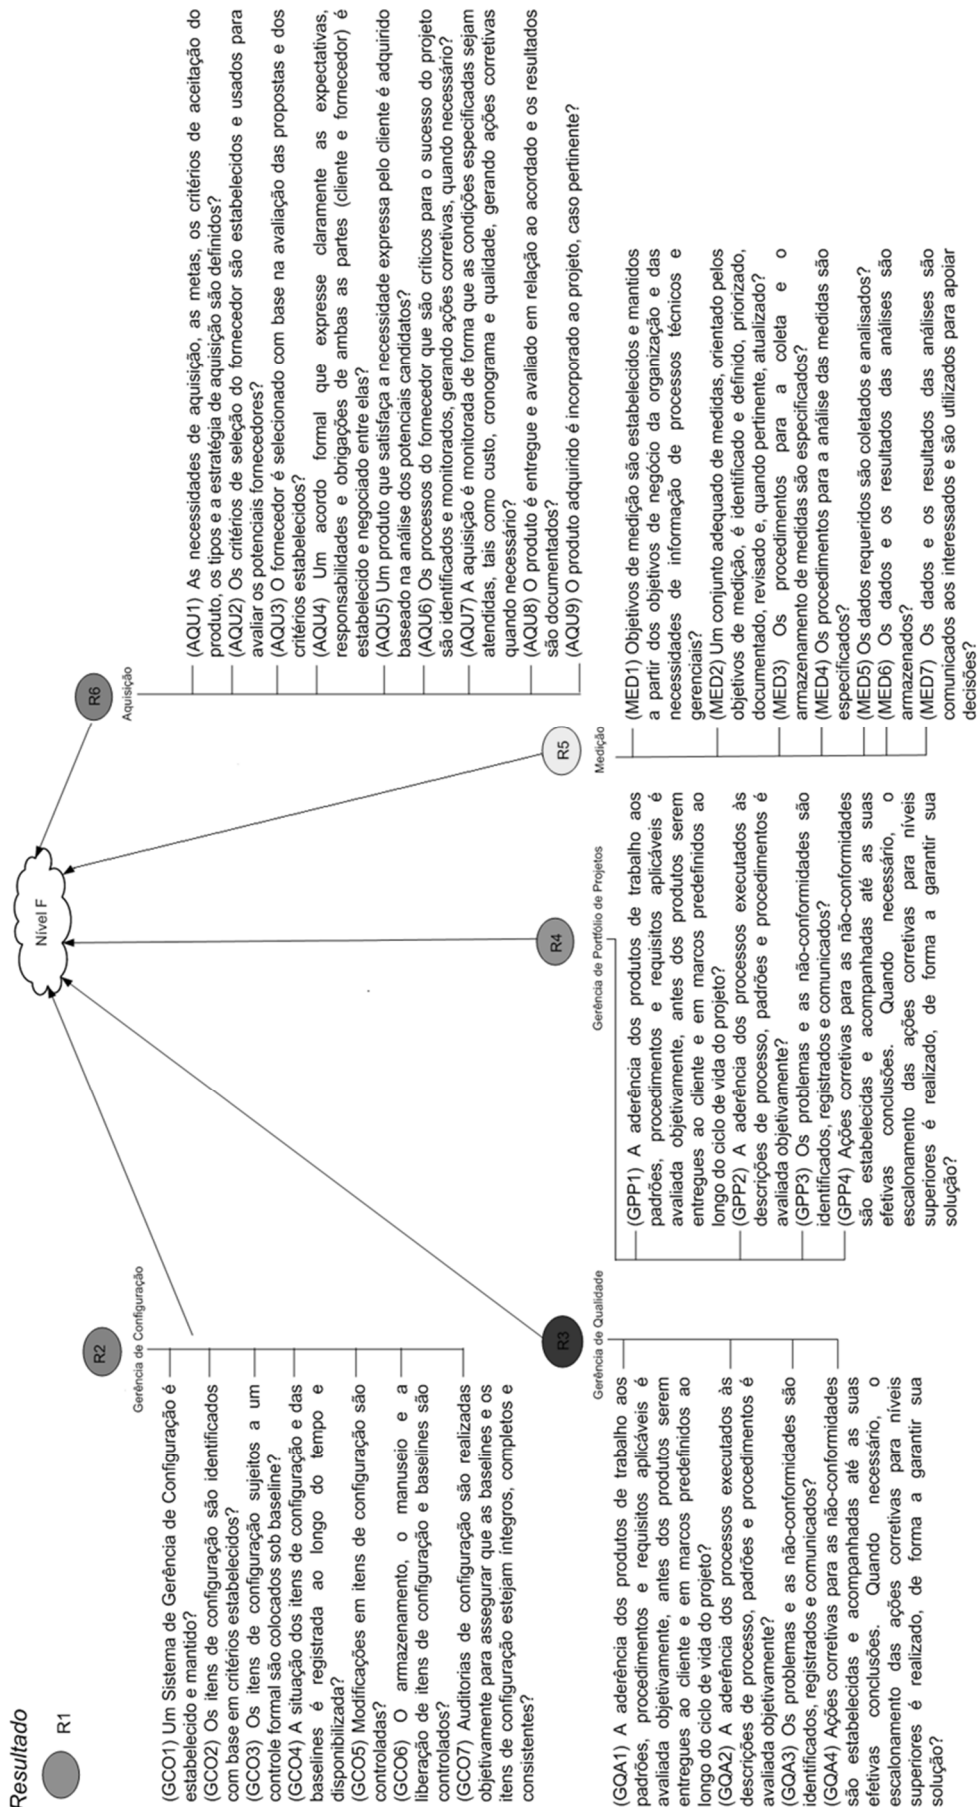 Resultado
R1
Nível F
R2
Gerência de Configuração
(GCO1) Um Sistema de Gerência de Configuração é
estabelecido e mantido?
(GCO2) Os itens de configuração são identificados
com base em critérios estabelecidos?
(GCO3) Os itens de configuração sujeitos a um
controle formal são colocados sob baseline?
(GCO4) A situação dos itens de configuração e das
baselines é registrada ao longo do tempo e
disponibilizada?
(GCO5) Modificações em itens de configuração são
controladas?
(GCO6) O armazenamento, o manuseio e a
liberação de itens de configuração e baselines são
controlados?
(GCO7) Auditorias de configuração são realizadas
objetivamente para assegurar que as baselines e os
itens de configuração estejam íntegros, completos e
consistentes?
R6
Aquisição
(AQU1) As necessidades de aquisição, as metas, os critérios de aceitação do
produto, os tipos e a estratégia de aquisição são definidos?
(AQU2) Os critérios de seleção do fornecedor são estabelecidos e usados para
avaliar os potenciais fornecedores?
(AQU3) O fornecedor é selecionado com base na avaliação das propostas e dos
critérios estabelecidos?
(AQU4) Um acordo formal que expresse claramente as expectativas,
responsabilidades e obrigações de ambas as partes (cliente e fornecedor) é
estabelecido e negociado entre elas?
(AQU5) Um produto que satisfaça a necessidade expressa pelo cliente é adquirido
baseado na análise dos potenciais candidatos?
(AQU6) Os processos do fornecedor que são críticos para o sucesso do projeto
são identificados e monitorados, gerando ações corretivas, quando necessário?
(AQU7) A aquisição é monitorada de forma que as condições especificadas sejam
atendidas, tais como custo, cronograma e qualidade, gerando ações corretivas
quando necessário?
(AQU8) O produto é entregue e avaliado em relação ao acordado e os resultados
são documentados?
(AQU9) O produto adquirido é incorporado ao projeto, caso pertinente?
R3
Gerência de Qualidade
(GQA1) A aderência dos produtos de trabalho aos
padrões, procedimentos e requisitos aplicáveis é
avaliada objetivamente, antes dos produtos serem
entregues ao cliente e em marcos predefinidos ao
longo do ciclo de vida do projeto?
(GQA2) A aderência dos processos executados às
descrições de processo, padrões e procedimentos é
avaliada objetivamente?
(GQA3) Os problemas e as não-conformidades são
identificados, registrados e comunicados?
(GQA4) Ações corretivas para as não-conformidades
são estabelecidas e acompanhadas até as suas
efetivas conclusões. Quando necessário, o
escalonamento das ações corretivas para níveis
superiores é realizado, de forma a garantir sua
solução?
R4
Gerência de Portfólio de Projetos
(GPP1) A aderência dos produtos de trabalho aos
padrões, procedimentos e requisitos aplicáveis é
avaliada objetivamente, antes dos produtos serem
entregues ao cliente e em marcos predefinidos ao
longo do ciclo de vida do projeto?
(GPP2) A aderência dos processos executados às
descrições de processo, padrões e procedimentos é
avaliada objetivamente?
(GPP3) Os problemas e as não-conformidades são
identificados, registrados e comunicados?
(GPP4) Ações corretivas para as não-conformidades
são estabelecidas e acompanhadas até as suas
efetivas conclusões. Quando necessário, o
escalonamento das ações corretivas para níveis
superiores é realizado, de forma a garantir sua
solução?
R5
Medição
(MED1) Objetivos de medição são estabelecidos e mantidos
a partir dos objetivos de negócio da organização e das
necessidades de informação de processos técnicos e
gerenciais?
(MED2) Um conjunto adequado de medidas, orientado pelos
objetivos de medição, é identificado e definido, priorizado,
documentado, revisado e, quando pertinente, atualizado?
(MED3) Os procedimentos para a coleta e o
armazenamento de medidas são especificados?
(MED4) Os procedimentos para a análise das medidas são
especificados?
(MED5) Os dados requeridos são coletados e analisados?
(MED6) Os dados e os resultados das análises são
armazenados?
(MED7) Os dados e os resultados das análises são
comunicados aos interessados e são utilizados para apoiar
decisões?